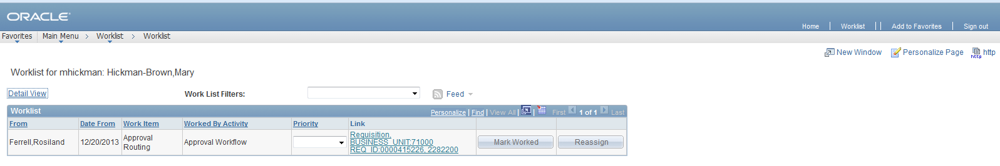 ORACLE
Home Worklist Add to Favorites Sign out
Favorites Main Menu > Worklist > Worklist
New Window Personalize Page http
Worklist for mhickman: Hickman-Brown,Mary
Detail View Work List Filters: Feed
Worklist Personalize | Find | View All | | First 1 of 1 Last
From Date From Work Item Worked By Activity Priority Link
Ferrell,Rosiland 12/20/2013 Approval Routing Approval Workflow Requisition, BUSINESS_UNIT:71000 REQ_ID:0000415226, 2282200 Mark Worked Reassign